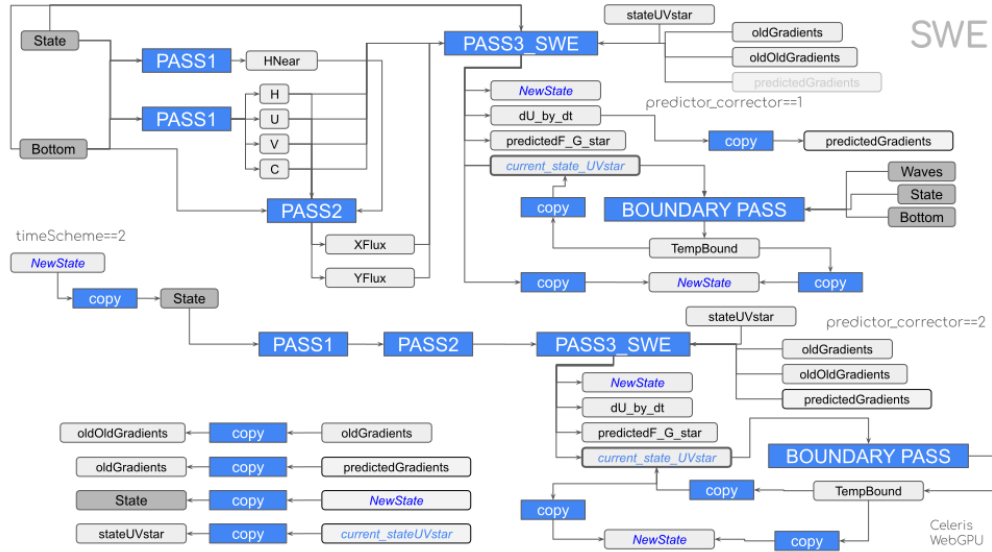 SWE
State
PASS1
HNear
PASS1
H
U
V
C
Bottom
PASS2
XFlux
YFlux
PASS3_SWE
stateUVstar
oldGradients
oldOldGradients
predictedGradients
predictor_corrector==1
NewState
dU_by_dt
predictedF_G_star
current_state_UVstar
copy
predictedGradients
Waves
State
Bottom
copy
BOUNDARY PASS
TempBound
copy
NewState
copy
timeScheme==2
NewState
copy
State
PASS1
PASS2
PASS3_SWE
stateUVstar
predictor_corrector==2
oldGradients
oldOldGradients
predictedGradients
NewState
dU_by_dt
predictedF_G_star
current_state_UVstar
BOUNDARY PASS
copy
TempBound
copy
NewState
copy
oldOldGradients
copy
oldGradients
oldGradients
copy
predictedGradients
State
copy
NewState
stateUVstar
copy
current_stateUVstar
Celeris
WebGPU